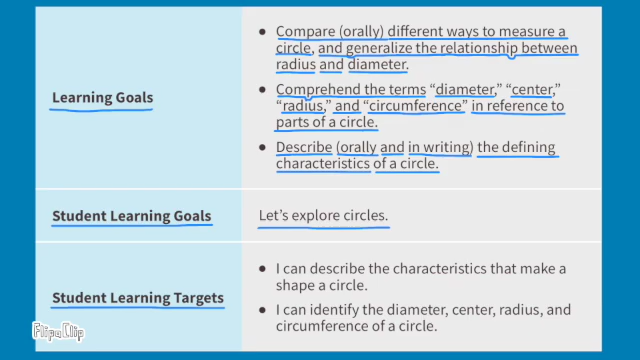 Learning Goals
• Compare (orally) different ways to measure a
circle, and generalize the relationship between
radius and diameter.
• Comprehend the terms “diameter,” “center,”
“radius,” and “circumference” in reference to
parts of a circle.
• Describe (orally and in writing) the defining
characteristics of a circle.
Student Learning Goals
Let’s explore circles.
Student Learning Targets
• I can describe the characteristics that make a
shape a circle.
• I can identify the diameter, center, radius, and
circumference of a circle.
FlipaClip